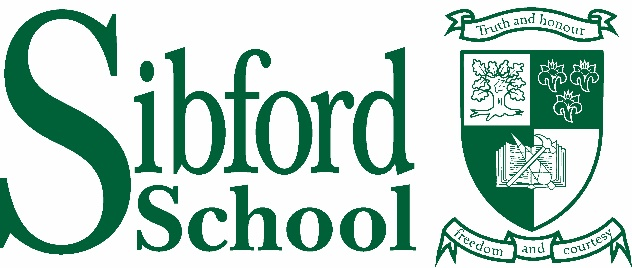 Sibford
School
Truth and honour
freedom and courtesy